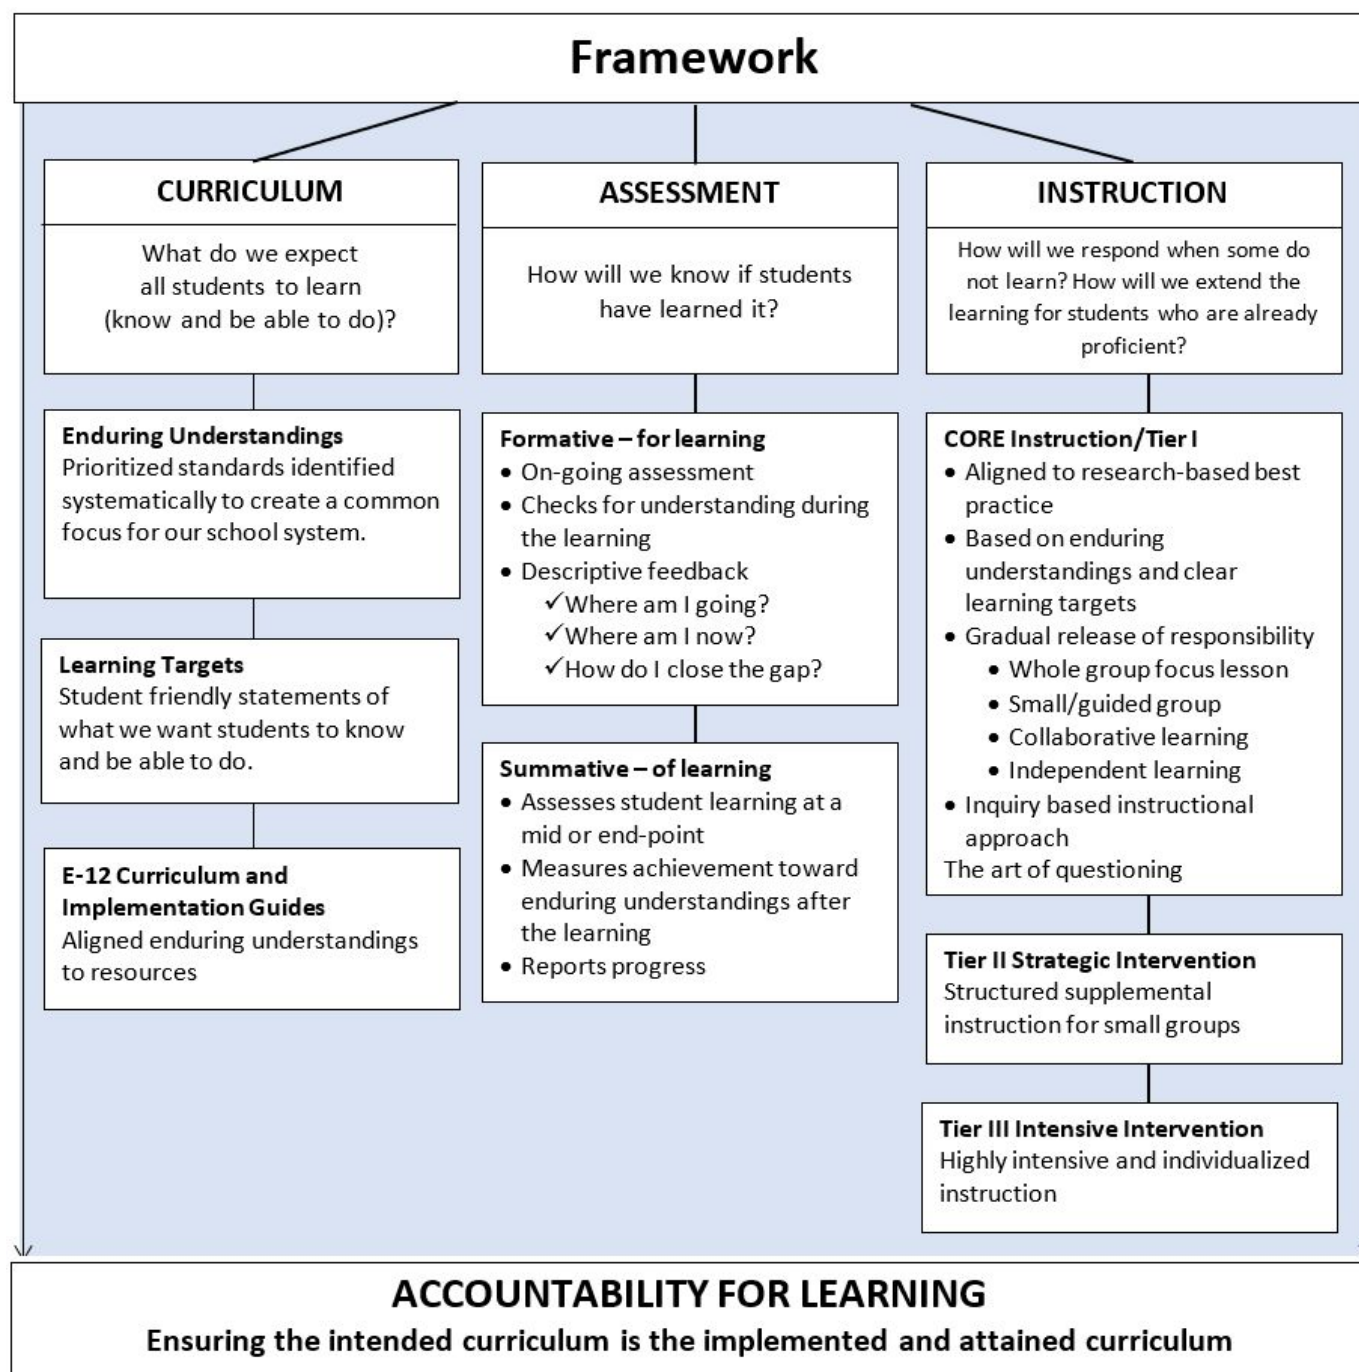 Framework
CURRICULUM
What do we expect
all students to learn
(know and be able to do)?
Enduring Understandings
Prioritized standards identified
systematically to create a common
focus for our school system.
Learning Targets
Student friendly statements of
what we want students to know
and be able to do.
E-12 Curriculum and
Implementation Guides
Aligned enduring understandings
to resources
ASSESSMENT
How will we know if students
have learned it?
Formative – for learning
• On-going assessment
• Checks for understanding during
the learning
• Descriptive feedback
✓Where am I going?
✓Where am I now?
✓How do I close the gap?
Summative – of learning
• Assesses student learning at a
mid or end-point
• Measures achievement toward
enduring understandings after
the learning
• Reports progress
INSTRUCTION
How will we respond when some do
not learn? How will we extend the
learning for students who are already
proficient?
CORE Instruction/Tier I
• Aligned to research-based best
practice
• Based on enduring
understandings and clear
learning targets
• Gradual release of responsibility
• Whole group focus lesson
• Small/guided group
• Collaborative learning
• Independent learning
• Inquiry based instructional
approach
The art of questioning
Tier II Strategic Intervention
Structured supplemental
instruction for small groups
Tier III Intensive Intervention
Highly intensive and individualized
instruction
ACCOUNTABILITY FOR LEARNING
Ensuring the intended curriculum is the implemented and attained curriculum